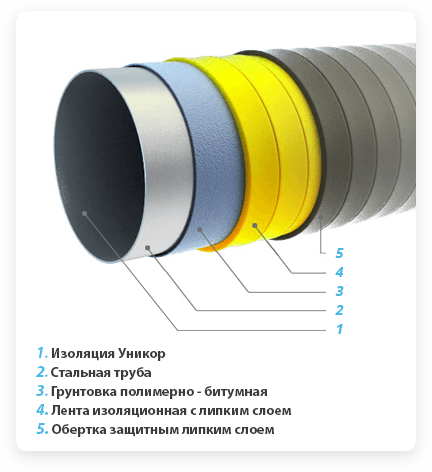 5
4
3
2
1
1. Изоляция Уникор
2. Стальная труба
3. Грунтовка полимерно - битумная
4. Лента изоляционная с липким слоем
5. Обертка защитным липким слоем